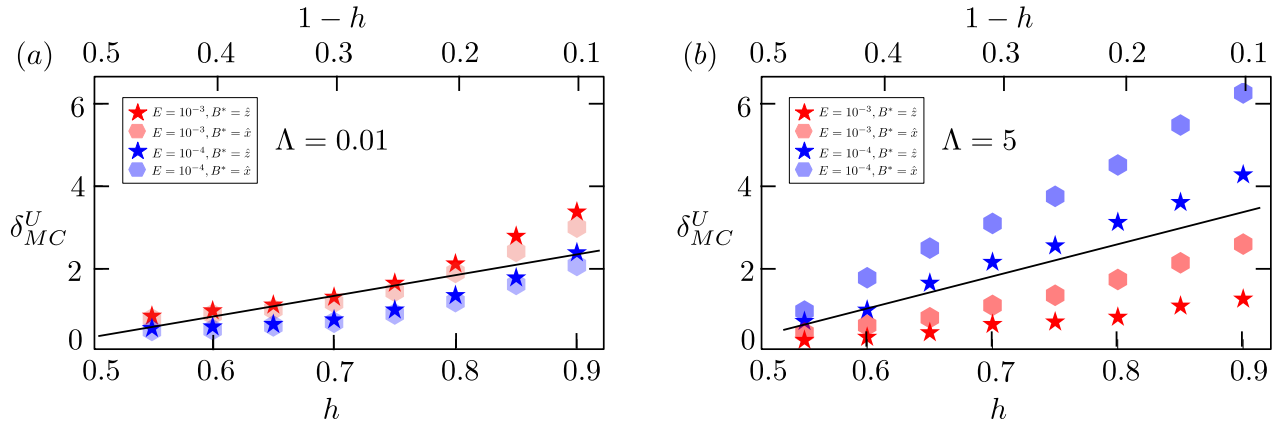 1 − h
(a) 0.5 0.4 0.3 0.2 0.1
6
4
2
0
δ_{MC}^{U}
E = 10^{-3}, B* = ẑ
E = 10^{-3}, B* = x̂
E = 10^{-4}, B* = ẑ
E = 10^{-4}, B* = x̂
Λ = 0.01
0.5 0.6 0.7 0.8 0.9
h
1 − h
(b) 0.5 0.4 0.3 0.2 0.1
6
4
2
0
δ_{MC}^{U}
E = 10^{-3}, B* = ẑ
E = 10^{-3}, B* = x̂
E = 10^{-4}, B* = ẑ
E = 10^{-4}, B* = x̂
Λ = 5
0.5 0.6 0.7 0.8 0.9
h